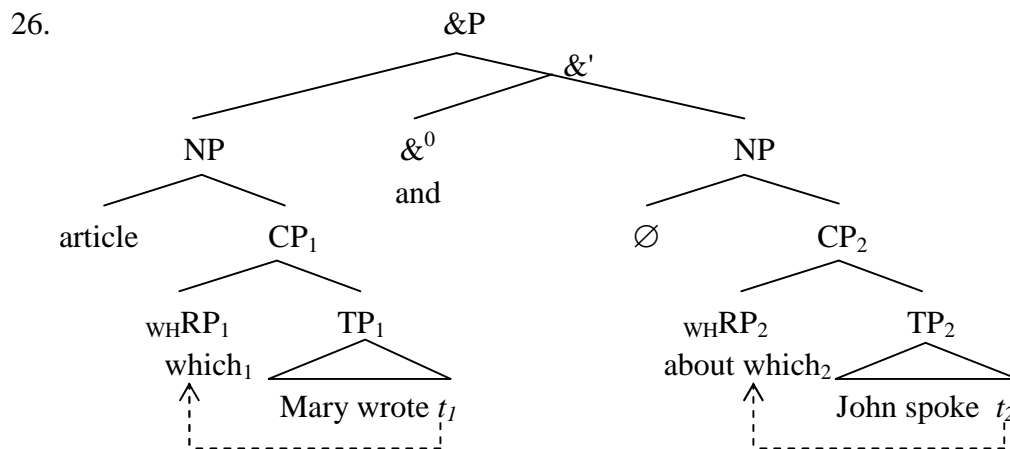 26. &P
&'
NP &⁰ NP
and
article CP₁ ∅ CP₂
WHRP₁ TP₁ WHRP₂ TP₂
which₁ about which₂
Mary wrote t₁ John spoke t₂